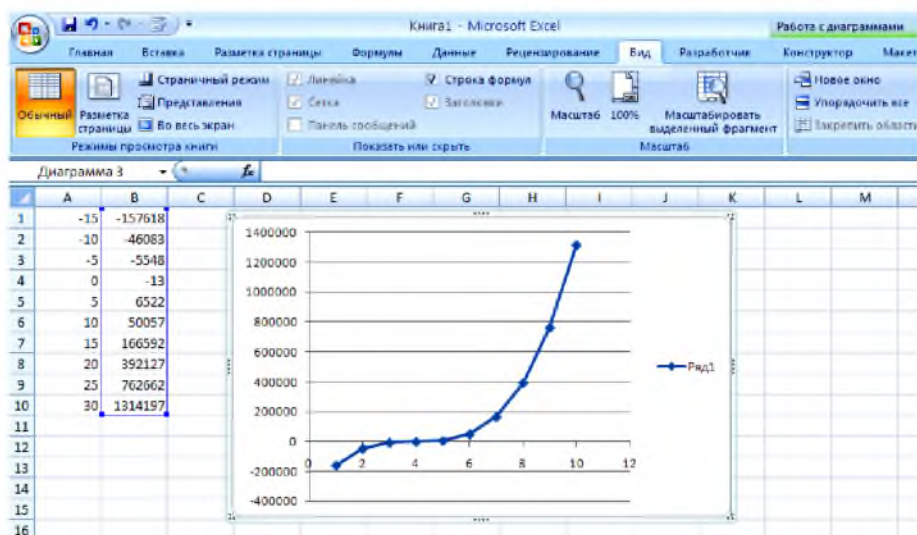 Книга1 - Microsoft Excel
Работа с диаграммами
Главная Вставка Разметка страницы Формулы Данные Рецензирование Вид Разработчик Конструктор Макет
Обычный
Разметка страницы
Страничный режим
Представления
Во весь экран
Режимы просмотра книги
Линейка
Сетка
Панель сообщений
Строка формул
Заголовки
Показать или скрыть
Масштаб
100%
Масштабировать выделенный фрагмент
Масштаб
Новое окно
Упорядочить все
Закрепить области
Диаграмма 3
fx
A B C D E F G H I J K L M
1 -15 -157618
2 -10 -46083
3 -5 -5548
4 0 -13
5 5 6522
6 10 50057
7 15 166592
8 20 392127
9 25 762662
10 30 1314197
11
12
13
14
15
16
1400000
1200000
1000000
800000
600000
400000
200000
0
-200000
-400000
0 2 4 6 8 10 12
Ряд1